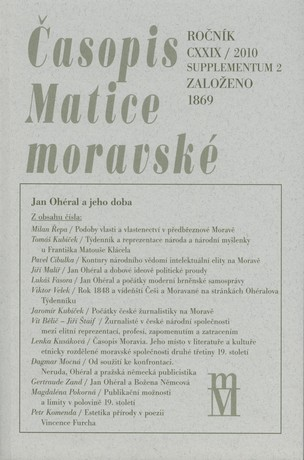 Časopis
Matice
moravské
ROČNÍK
CXXIX / 2010
SUPPLEMENTUM 2
ZALOŽENO
1869
Jan Ohéral a jeho doba
Z obsahu čísla:
Milan Řepa / Podoby vlasti a vlastenectví v předbřeznové Moravě
Tomáš Kubíček / Týdenník a reprezentace národa a národní myšlenky
u Františka Matouše Klácela
Pavel Cibulka / Kontury národního vědomí intelektuální elity na Moravě
Jiří Malíř / Jan Ohéral a dobové ideově politické proudy
Lukáš Fasora / Jan Ohéral a počátky moderní brněnské samosprávy
Viktor Velek / Rok 1848 a vídeňští Češi a Moravané na stránkách Ohéralova
Týdenníku
Jaromír Kubíček / Počátky české žurnalistiky na Moravě
Vít Bělič – Jiří Štaif / Žurnalisté v české národní společnosti
mezi elitní reprezentací, profesí, zapomenutím a zatracením
Lenka Kusáková / Časopis Moravia. Jeho místo v literatuře a kultuře
etnicky rozdělené moravské společnosti druhé třetiny 19. století
Dagmar Mocná / Od soužití ke konfrontaci.
Neruda, Ohéral a pražská německá publicistika
Gertraude Zand / Jan Ohéral a Božena Němcová
Magdaléna Pokorná / Publikační možnosti
a limity v polovině 19. století
Petr Komenda / Estetika přírody v poezii
Vincence Furcha
m
M